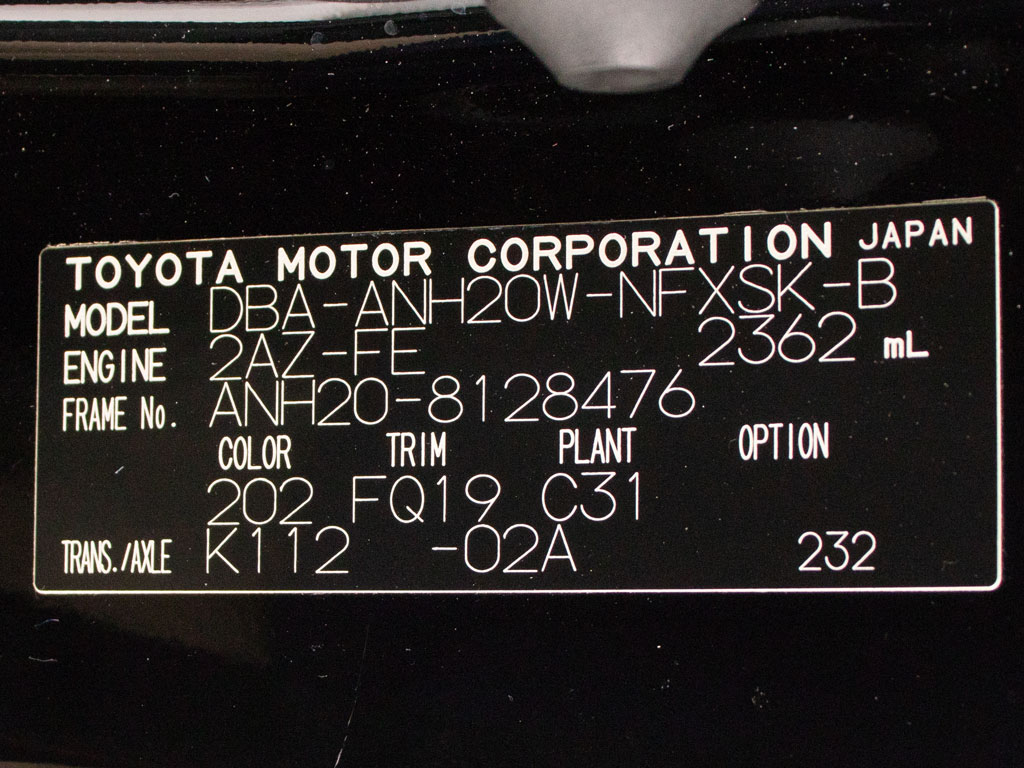 TOYOTA MOTOR CORPORATION JAPAN
MODEL DBA-ANH20W-NFXSK-B
ENGINE 2AZ-FE 2362 mL
FRAME No. ANH20-8128476
COLOR TRIM PLANT OPTION
202 FQ19 C31
TRANS./AXLE K112 -02A 232